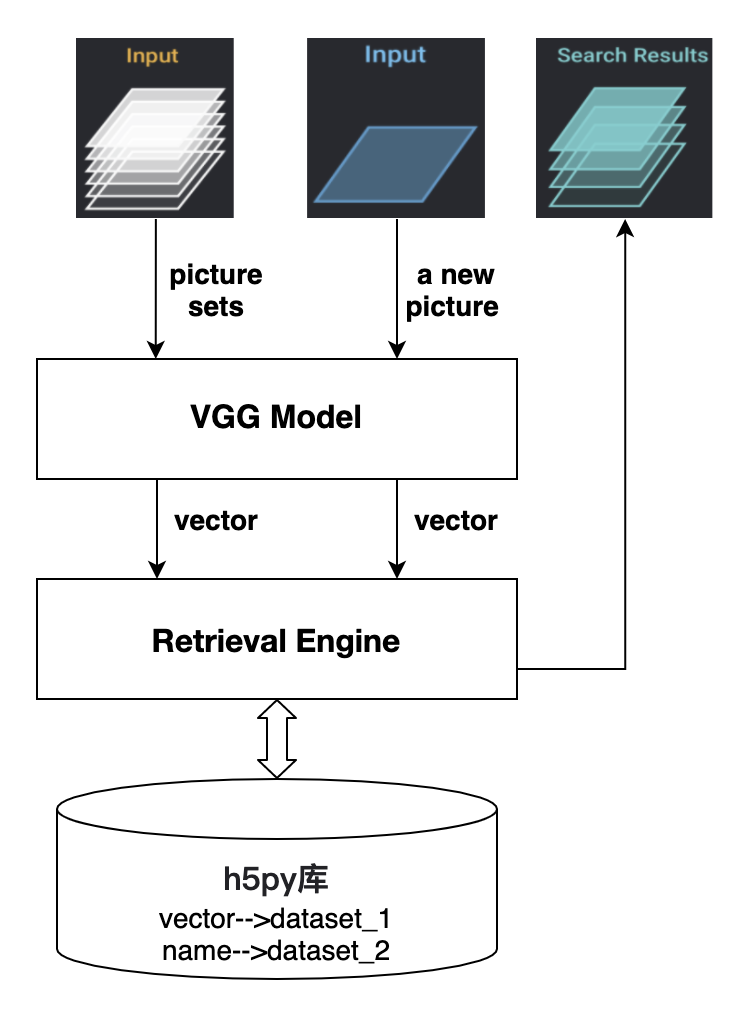 Input
Input
Search Results
picture
sets
a new
picture
VGG Model
vector
vector
Retrieval Engine
h5py库
vector-->dataset_1
name-->dataset_2